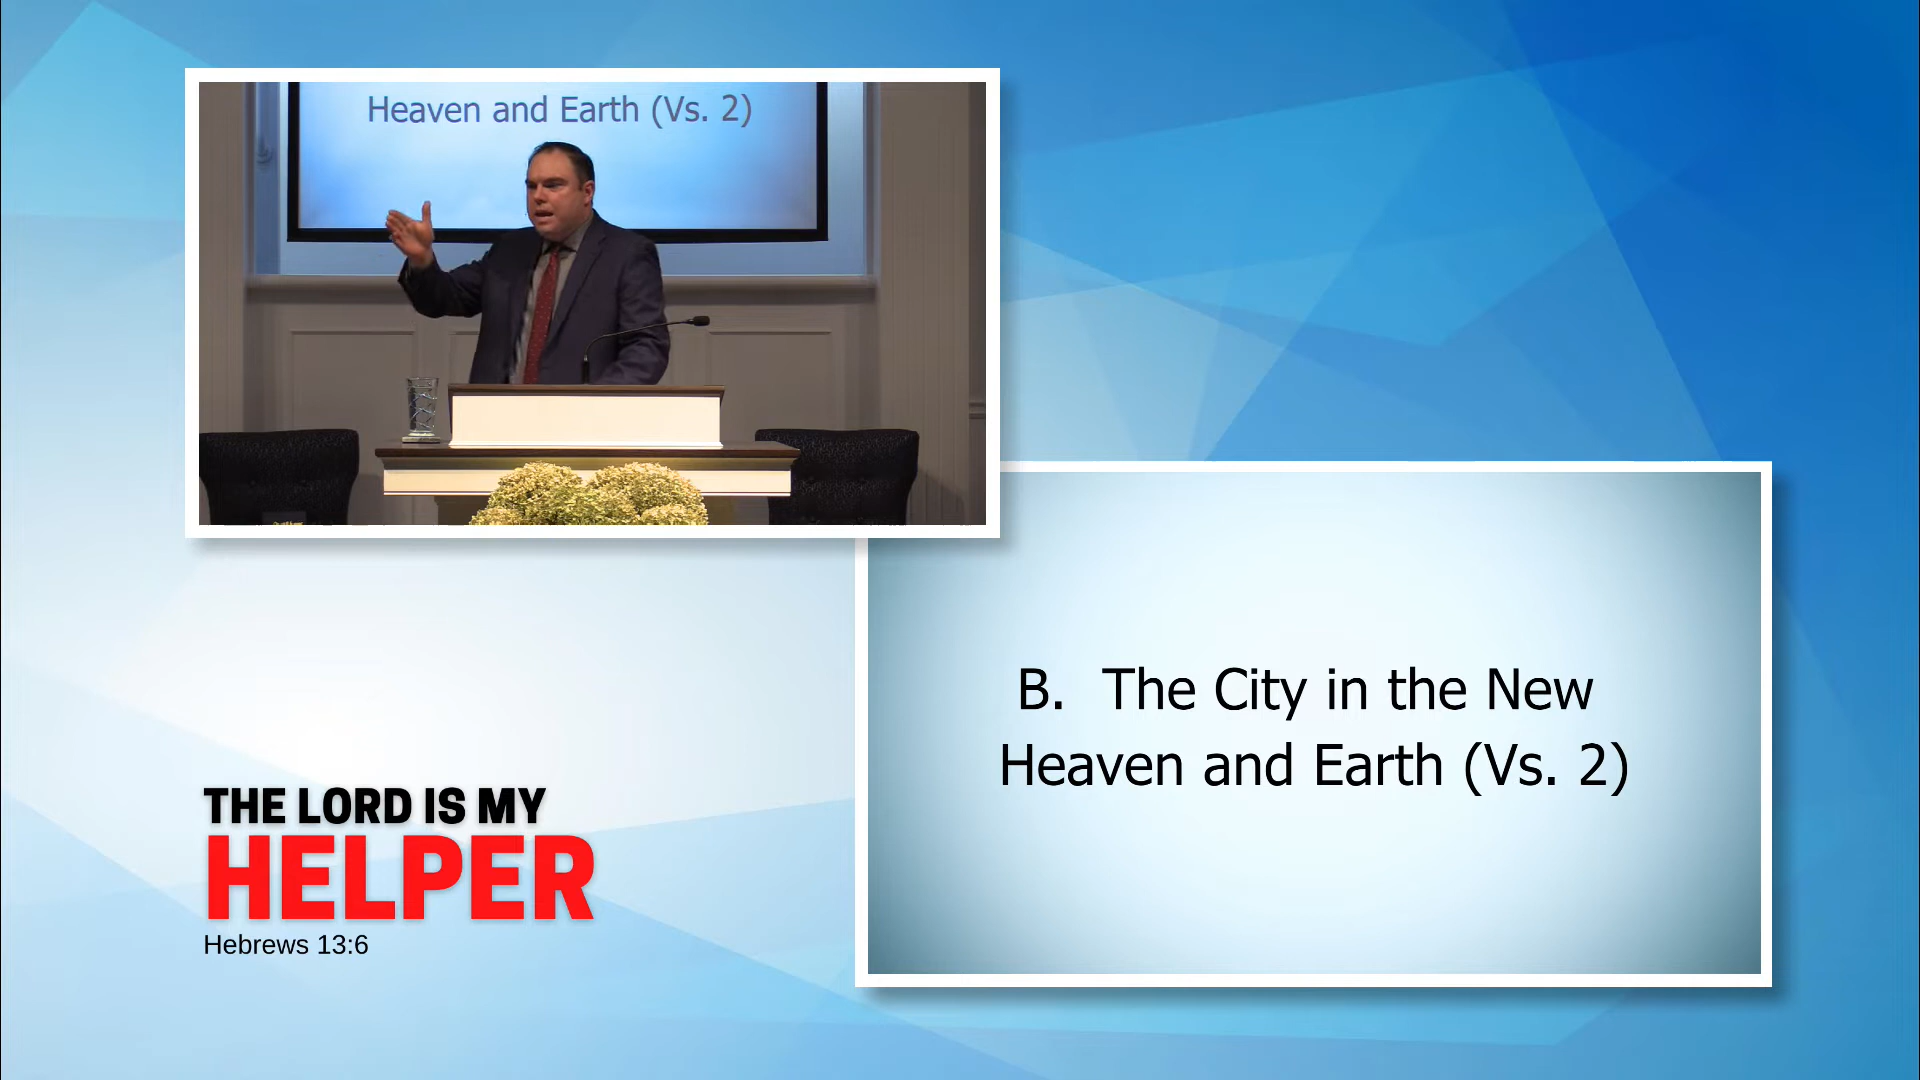 Heaven and Earth (Vs. 2)
B. The City in the New
Heaven and Earth (Vs. 2)
THE LORD IS MY
HELPER
Hebrews 13:6